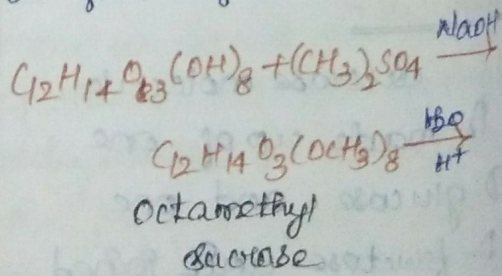 NaOH
C12H14O3(OH)8 + (CH3)2SO4 →
H2O
C12H14O3(OCH3)8 →
H+
Octamethyl
sucrose